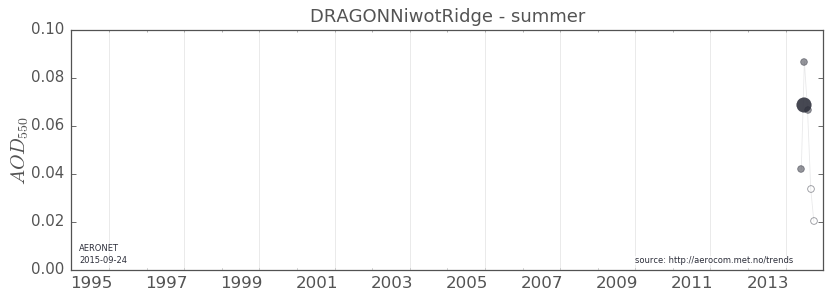 DRAGONNiwotRidge - summer
0.10
0.08
0.06
0.04
0.02
0.00
AOD550
AERONET
2015-09-24
source: http://aerocom.met.no/trends
1995 1997 1999 2001 2003 2005 2007 2009 2011 2013